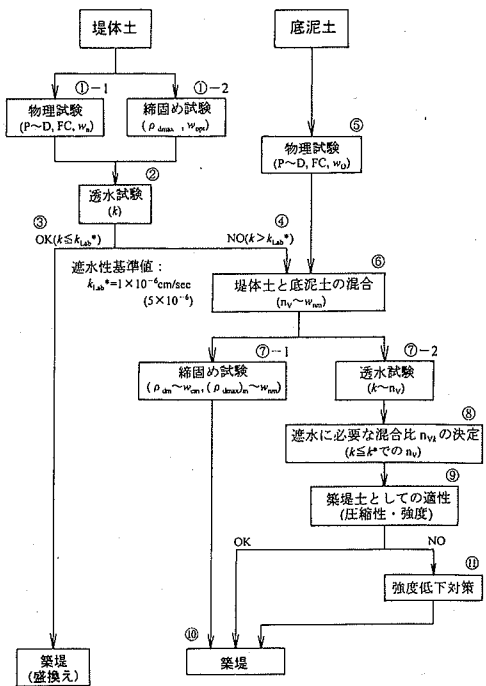 堤体土
底泥土
①−1
①−2
物理試験
(P～D, FC, wn)
締固め試験
(ρdmax , wopt)
⑤
物理試験
(P～D, FC, wO)
②
透水試験
(k)
③
OK(k≦kLab*)
④
NO(k>kLab*)
遮水性基準値：
kLab*=1×10⁻⁶cm/sec
(5×10⁻⁶)
⑥
堤体土と底泥土の混合
(nV～wnm)
⑦−1
⑦−2
締固め試験
(ρdm～wcm, (ρdmax)m～wnm)
透水試験
(k～nV)
⑧
遮水に必要な混合比nVkの決定
(k≦k*でのnV)
⑨
築堤土としての適性
(圧縮性・強度)
OK
NO
⑪
強度低下対策
⑩
築堤
(盛換え)
築堤